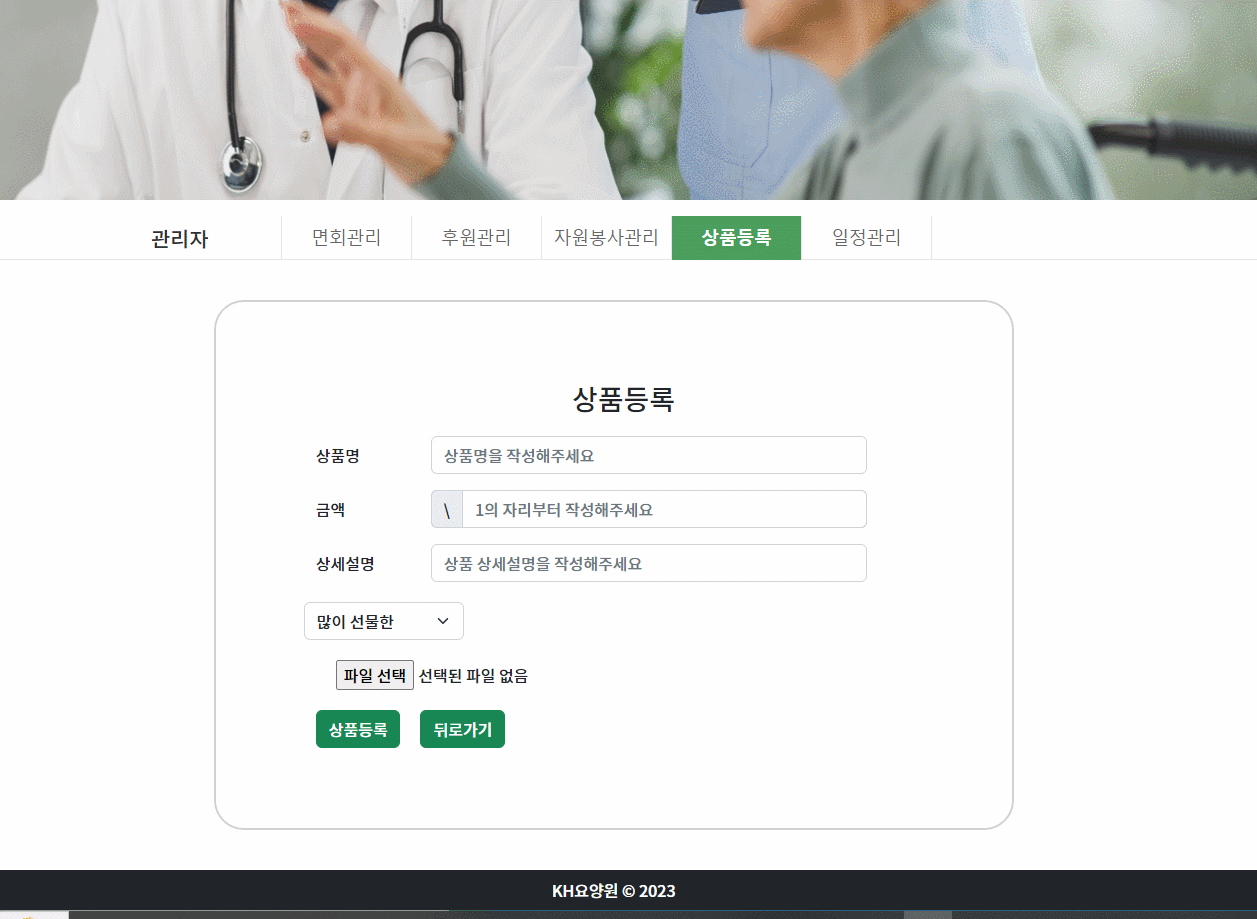 관리자 면회관리 후원관리 자원봉사관리 상품등록 일정관리
상품등록
상품명 상품명을 작성해주세요
금액 \ 1의 자리부터 작성해주세요
상세설명 상품 상세설명을 작성해주세요
많이 선물한
파일 선택 선택된 파일 없음
상품등록 뒤로가기
KH요양원 © 2023